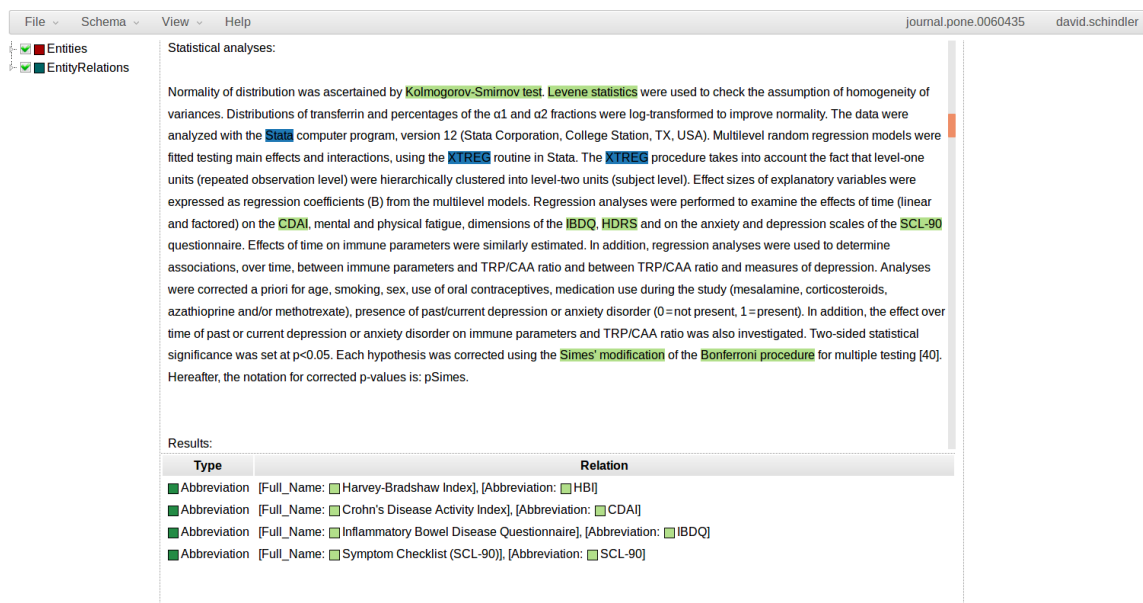 File Schema View Help journal.pone.0060435 david.schindler
Entities
EntityRelations
Statistical analyses:
Normality of distribution was ascertained by Kolmogorov-Smirnov test. Levene statistics were used to check the assumption of homogeneity of
variances. Distributions of transferrin and percentages of the α1 and α2 fractions were log-transformed to improve normality. The data were
analyzed with the Stata computer program, version 12 (Stata Corporation, College Station, TX, USA). Multilevel random regression models were
fitted testing main effects and interactions, using the XTREG routine in Stata. The XTREG procedure takes into account the fact that level-one
units (repeated observation level) were hierarchically clustered into level-two units (subject level). Effect sizes of explanatory variables were
expressed as regression coefficients (B) from the multilevel models. Regression analyses were performed to examine the effects of time (linear
and factored) on the CDAI, mental and physical fatigue, dimensions of the IBDQ, HDRS and on the anxiety and depression scales of the SCL-90
questionnaire. Effects of time on immune parameters were similarly estimated. In addition, regression analyses were used to determine
associations, over time, between immune parameters and TRP/CAA ratio and between TRP/CAA ratio and measures of depression. Analyses
were corrected a priori for age, smoking, sex, use of oral contraceptives, medication use during the study (mesalamine, corticosteroids,
azathioprine and/or methotrexate), presence of past/current depression or anxiety disorder (0=not present, 1=present). In addition, the effect over
time of past or current depression or anxiety disorder on immune parameters and TRP/CAA ratio was also investigated. Two-sided statistical
significance was set at p<0.05. Each hypothesis was corrected using the Simes' modification of the Bonferroni procedure for multiple testing [40].
Hereafter, the notation for corrected p-values is: pSimes.
Results:
Type Relation
Abbreviation [Full_Name: Harvey-Bradshaw Index], [Abbreviation: HBI]
Abbreviation [Full_Name: Crohn's Disease Activity Index], [Abbreviation: CDAI]
Abbreviation [Full_Name: Inflammatory Bowel Disease Questionnaire], [Abbreviation: IBDQ]
Abbreviation [Full_Name: Symptom Checklist (SCL-90)], [Abbreviation: SCL-90]